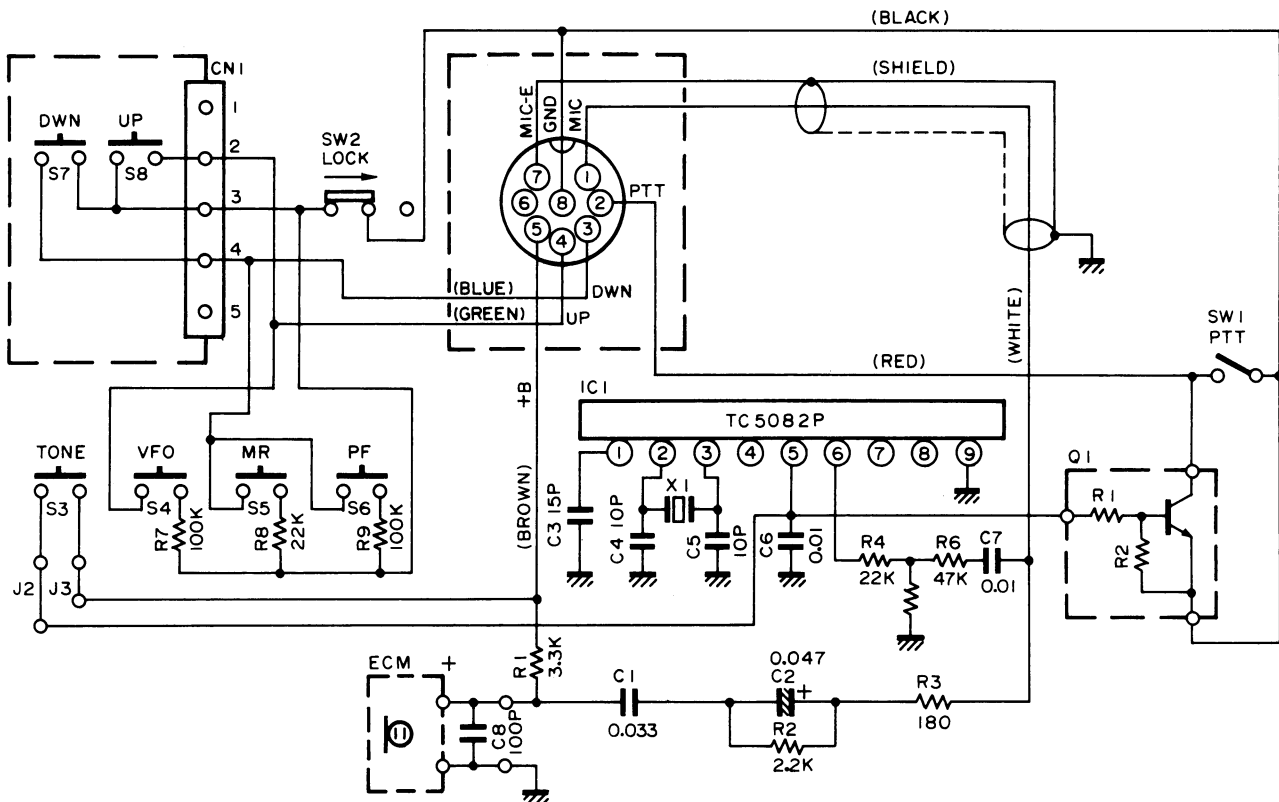 (BLACK)
CN1
(SHIELD)
MIC-E
GND
MIC
1
DWN
UP
SW2
LOCK
2
S7
S8
7
1
PTT
3
6
8
2
5
3
4
4
(BLUE)
DWN
5
(GREEN)
UP
(WHITE)
SW1
PTT
(RED)
+B
IC1
TC5082P
TONE
VFO
MR
PF
1
2
3
4
5
6
7
8
9
S3
S4
S5
S6
X1
Q1
R7
100K
R8
22K
R9
100K
(BROWN)
C3 15P
C4 10P
C5
10P
C6
0.01
R4
22K
R6
47K
C7
0.01
R1
R2
J2
J3
R1
3.3K
ECM
+
0.047
C2
+
C1
0.033
R3
180
C8
100P
R2
2.2K